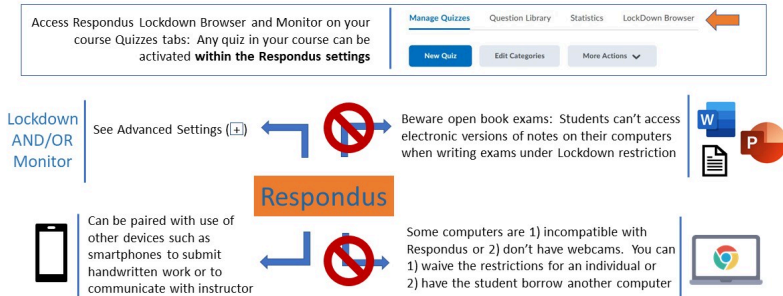 Access Respondus Lockdown Browser and Monitor on your
course Quizzes tabs: Any quiz in your course can be
activated within the Respondus settings
Manage Quizzes Question Library Statistics LockDown Browser
New Quiz Edit Categories More Actions
Lockdown
AND/OR
Monitor
See Advanced Settings (+)
Beware open book exams: Students can't access
electronic versions of notes on their computers
when writing exams under Lockdown restriction
W
P
Respondus
Can be paired with use of
other devices such as
smartphones to submit
handwritten work or to
communicate with instructor
Some computers are 1) incompatible with
Respondus or 2) don't have webcams. You can
1) waive the restrictions for an individual or
2) have the student borrow another computer